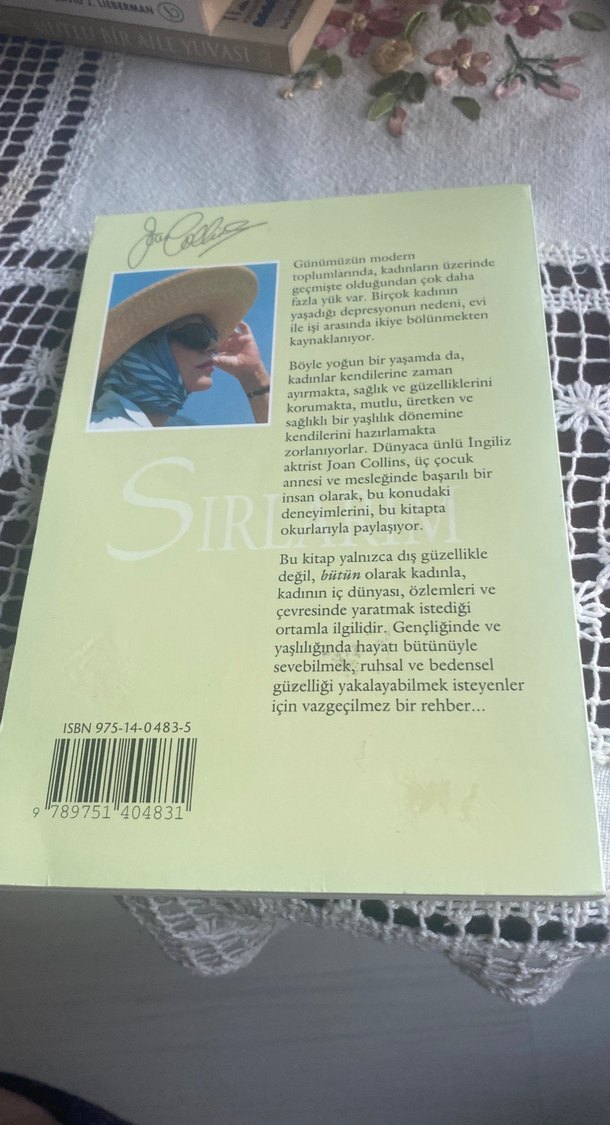 DAVID J. LIEBERMAN
MUTLU BİR AİLE YUVASI
Joan Collins
Günümüzün modern
toplumlarında, kadınların üzerinde
geçmişte olduğundan çok daha
fazla yük var. Birçok kadının
yaşadığı depresyonun nedeni, evi
ile işi arasında ikiye bölünmekten
kaynaklanıyor.
Böyle yoğun bir yaşamda da,
kadınlar kendilerine zaman
ayırmakta, sağlık ve güzelliklerini
korumakta, mutlu, üretken ve
sağlıklı bir yaşlılık dönemine
kendilerini hazırlamakta
zorlanıyorlar. Dünyaca ünlü İngiliz
aktrist Joan Collins, üç çocuk
annesi ve mesleğinde başarılı bir
insan olarak, bu konudaki
deneyimlerini, bu kitapta
okurlarıyla paylaşıyor.
SIRLARIM
Bu kitap yalnızca dış güzellikle
değil, bütün olarak kadınla,
kadının iç dünyası, özlemleri ve
çevresinde yaratmak istediği
ortamla ilgilidir. Gençliğinde ve
yaşlılığında hayatı bütünüyle
sevebilmek, ruhsal ve bedensel
güzelliği yakalayabilmek isteyenler
için vazgeçilmez bir rehber...
ISBN 975-14-0483-5
9 789751 404831